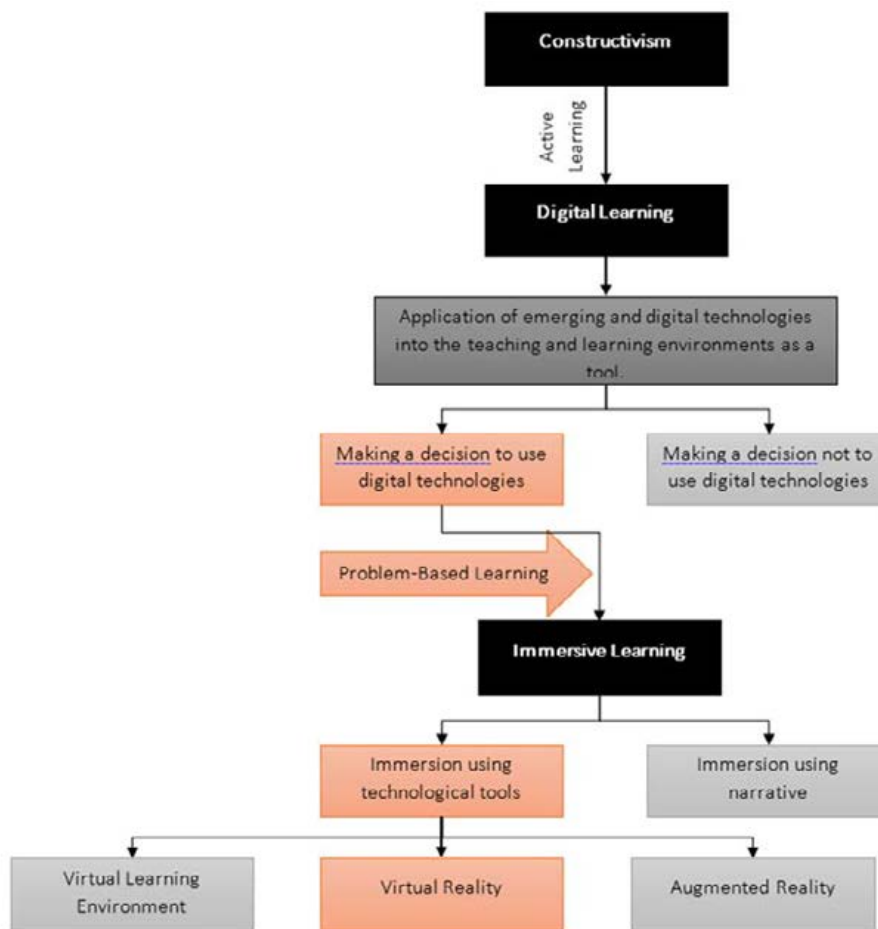 Constructivism
Active
Learning
Digital Learning
Application of emerging and digital technologies
into the teaching and learning environments as a
tool.
Making a decision to use
digital technologies
Making a decision not to
use digital technologies
Problem-Based Learning
Immersive Learning
Immersion using
technological tools
Immersion using
narrative
Virtual Learning
Environment
Virtual Reality
Augmented Reality